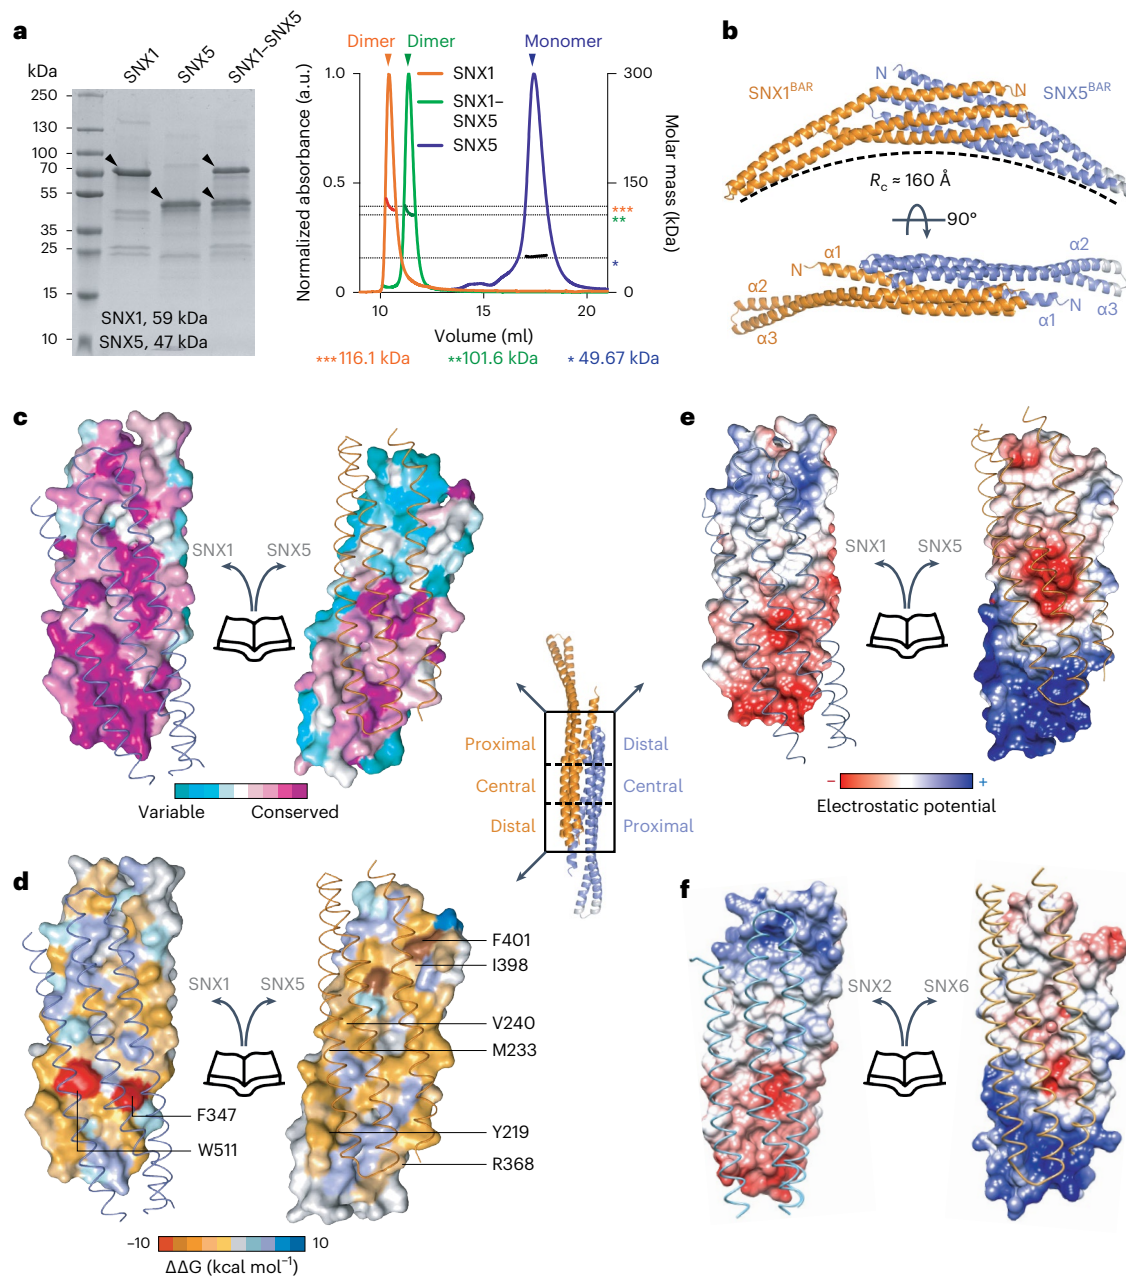 a
SNX1
SNX5
SNX1–SNX5
kDa
250
130
100
70
55
35
25
15
10
SNX1, 59 kDa
SNX5, 47 kDa
Dimer
Dimer
Monomer
SNX1
SNX1–
SNX5
SNX5
Normalized absorbance (a.u.)
1.0
0.5
0
10
15
20
Volume (ml)
300
150
0
Molar mass (kDa)
***
**
*
***116.1 kDa
**101.6 kDa
* 49.67 kDa
b
SNX1BAR
N
N
SNX5BAR
Rc ≈ 160 Å
90°
N
α1
α2
α2
α3
α1
N
α3
c
SNX1
SNX5
Variable
Conserved
Proximal
Distal
Central
Central
Distal
Proximal
e
SNX1
SNX5
–
+
Electrostatic potential
d
SNX1
SNX5
F347
W511
F401
I398
V240
M233
Y219
R368
–10
10
ΔΔG (kcal mol–1)
f
SNX2
SNX6